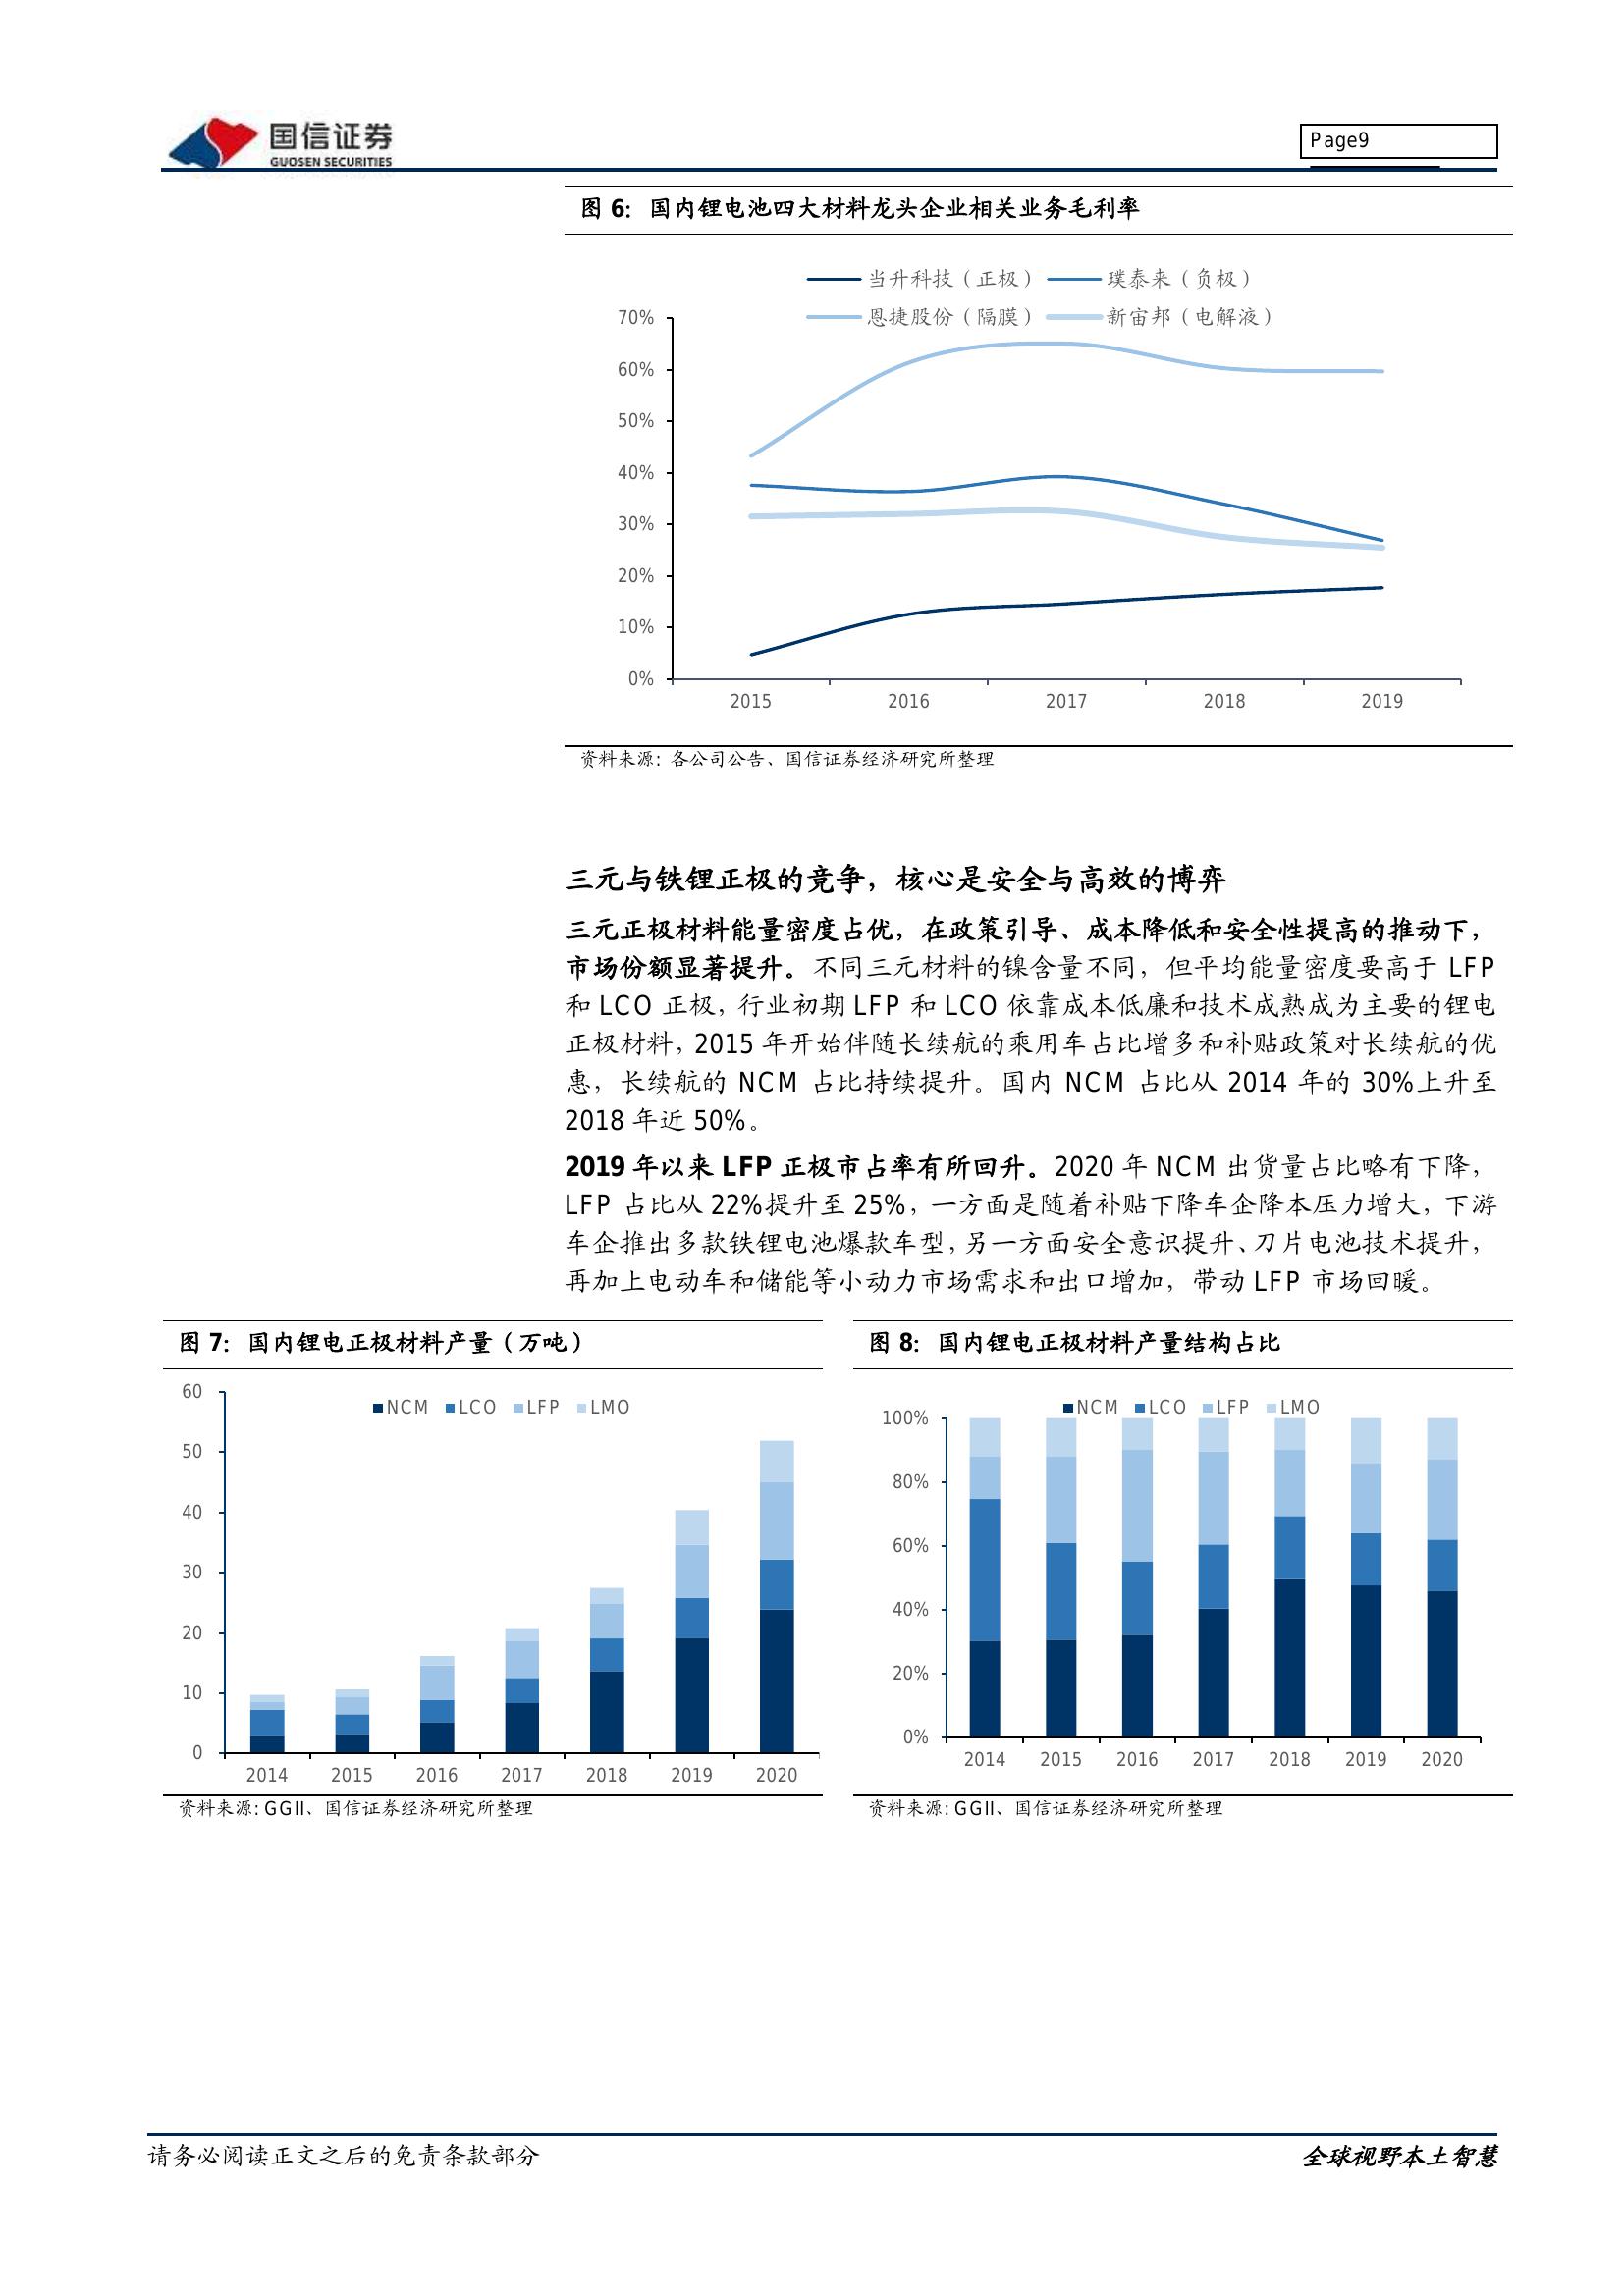 国信证券
GUOSEN SECURITIES
Page9
图 6：国内锂电池四大材料龙头企业相关业务毛利率
当升科技（正极） 璞泰来（负极）
恩捷股份（隔膜） 新宙邦（电解液）
70%
60%
50%
40%
30%
20%
10%
0%
2015 2016 2017 2018 2019
资料来源：各公司公告、国信证券经济研究所整理
三元与铁锂正极的竞争，核心是安全与高效的博弈
三元正极材料能量密度占优，在政策引导、成本降低和安全性提高的推动下，
市场份额显著提升。不同三元材料的镍含量不同，但平均能量密度要高于 LFP
和 LCO 正极，行业初期 LFP 和 LCO 依靠成本低廉和技术成熟成为主要的锂电
正极材料，2015 年开始伴随长续航的乘用车占比增多和补贴政策对长续航的优
惠，长续航的 NCM 占比持续提升。国内 NCM 占比从 2014 年的 30%上升至
2018 年近 50%。
2019 年以来 LFP 正极市占率有所回升。2020 年 NCM 出货量占比略有下降，
LFP 占比从 22%提升至 25%，一方面是随着补贴下降车企降本压力增大，下游
车企推出多款铁锂电池爆款车型，另一方面安全意识提升、刀片电池技术提升，
再加上电动车和储能等小动力市场需求和出口增加，带动 LFP 市场回暖。
图 7：国内锂电正极材料产量（万吨）
NCM LCO LFP LMO
60
50
40
30
20
10
0
2014 2015 2016 2017 2018 2019 2020
资料来源：GGII、国信证券经济研究所整理
图 8：国内锂电正极材料产量结构占比
NCM LCO LFP LMO
100%
80%
60%
40%
20%
0%
2014 2015 2016 2017 2018 2019 2020
资料来源：GGII、国信证券经济研究所整理
请务必阅读正文之后的免责条款部分
全球视野本土智慧